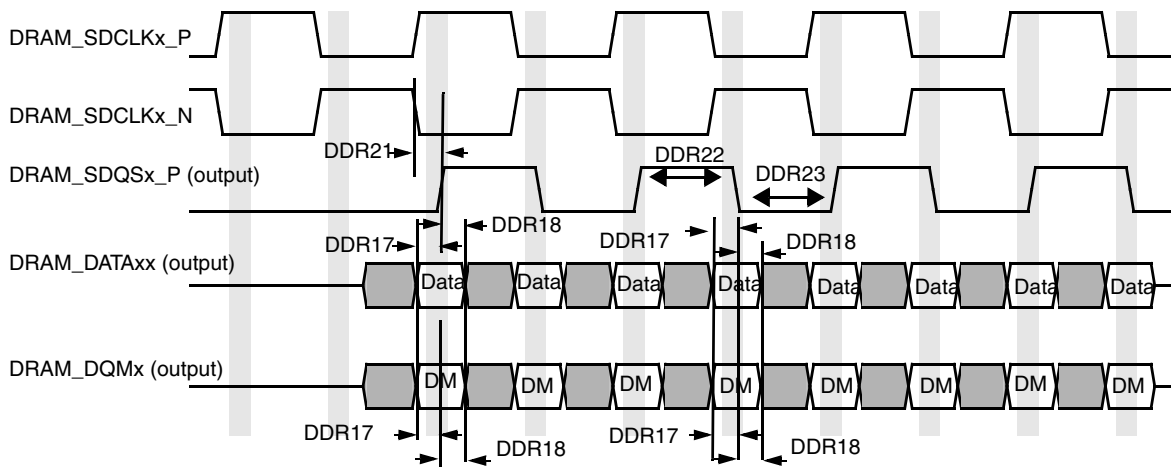 DRAM_SDCLKx_P
DRAM_SDCLKx_N
DDR21
DDR22
DRAM_SDQSx_P (output)
DDR23
DDR17
DDR18
DDR17
DDR18
DRAM_DATAxx (output)
Data Data Data Data Data Data Data Data
DRAM_DQMx (output)
DM DM DM DM DM DM DM DM
DDR17
DDR18
DDR17
DDR18